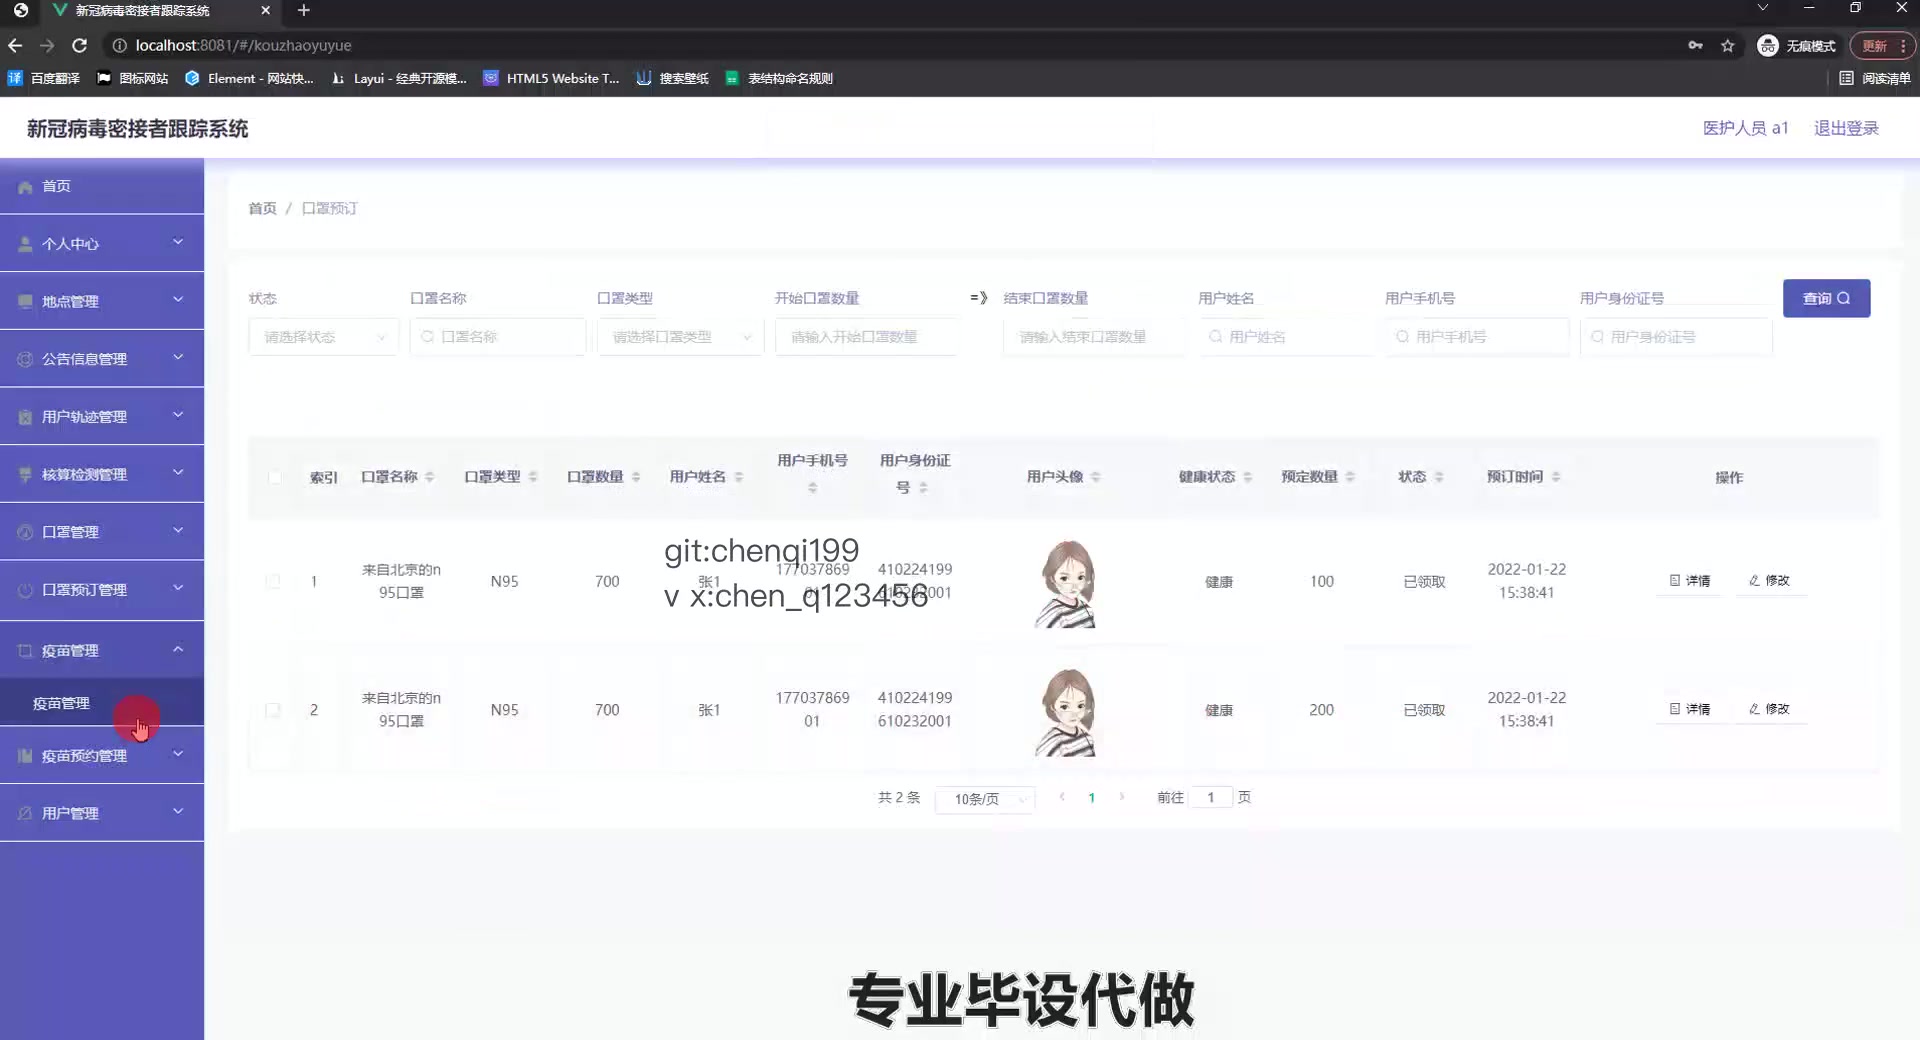 新冠病毒密接者跟踪系统
localhost:8081/#/kouzhaoyuyue
无痕模式
更新
百度翻译
图标网站
Element - 网站快...
Layui - 经典开源模...
HTML5 Website T...
搜索壁纸
表结构命名规则
阅读清单
新冠病毒密接者跟踪系统
医护人员 a1
退出登录
首页
个人中心
地点管理
公告信息管理
用户轨迹管理
核算检测管理
口罩管理
口罩预订管理
疫苗管理
疫苗管理
疫苗预约管理
用户管理
首页 / 口罩预订
状态 口罩名称 口罩类型 开始口罩数量 =》 结束口罩数量 用户姓名 用户手机号 用户身份证号 查询
请选择状态 口罩名称 请选择口罩类型 请输入开始口罩数量 请输入结束口罩数量 用户姓名 用户手机号 用户身份证号
索引 口罩名称 口罩类型 口罩数量 用户姓名 用户手机号 用户身份证号 用户头像 健康状态 预定数量 状态 预订时间 操作
git:chenqi199
v x:chen_q123456
1 来自北京的n 95口罩 N95 700 张1 177037869 410224199 健康 100 已领取 2022-01-22 15:38:41 详情 修改
2 来自北京的n 95口罩 N95 700 张1 177037869 01 410224199 610232001 健康 200 已领取 2022-01-22 15:38:41 详情 修改
共 2 条 10条/页 1 前往 1 页
专业毕设代做